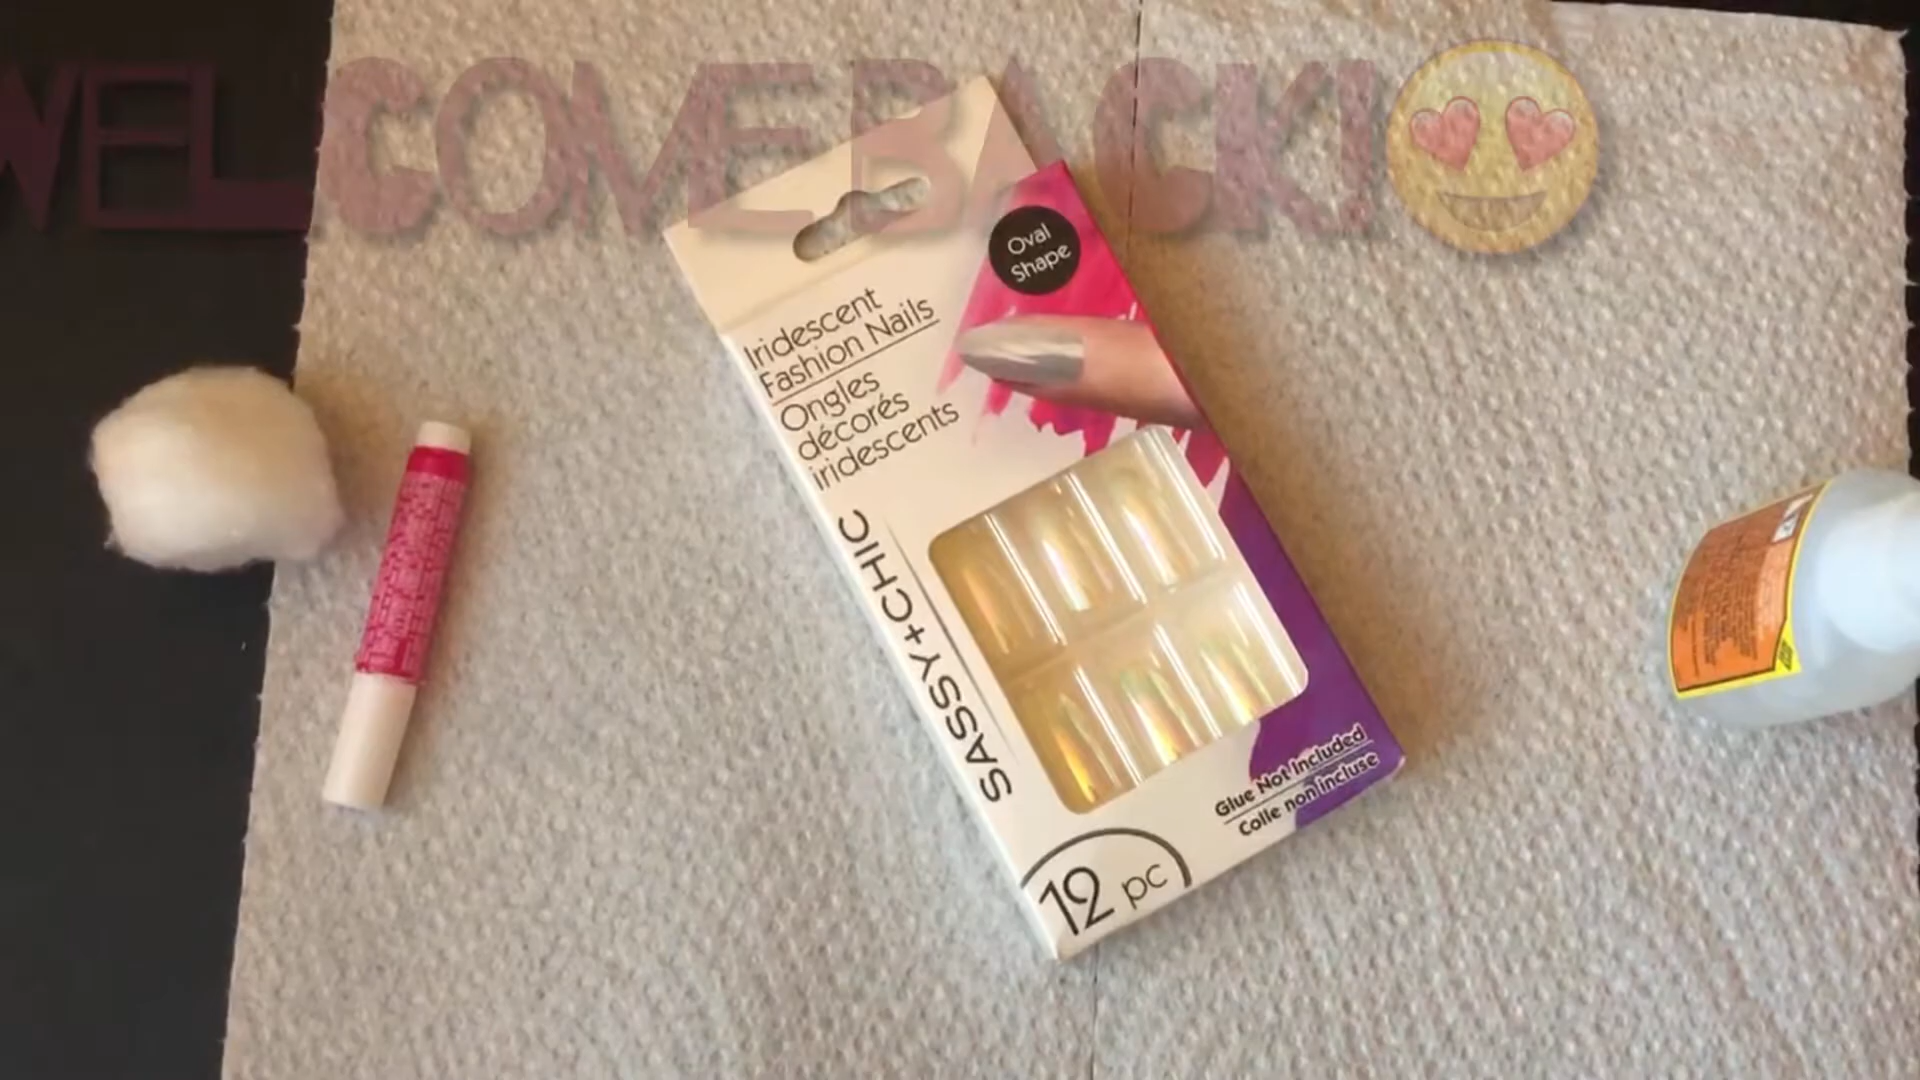 WELCOME BACK!
Oval
Shape
Iridescent
Fashion Nails
Ongles
décorés
iridescents
SASSY+CHIC
Glue Not Included
Colle non incluse
12 pc